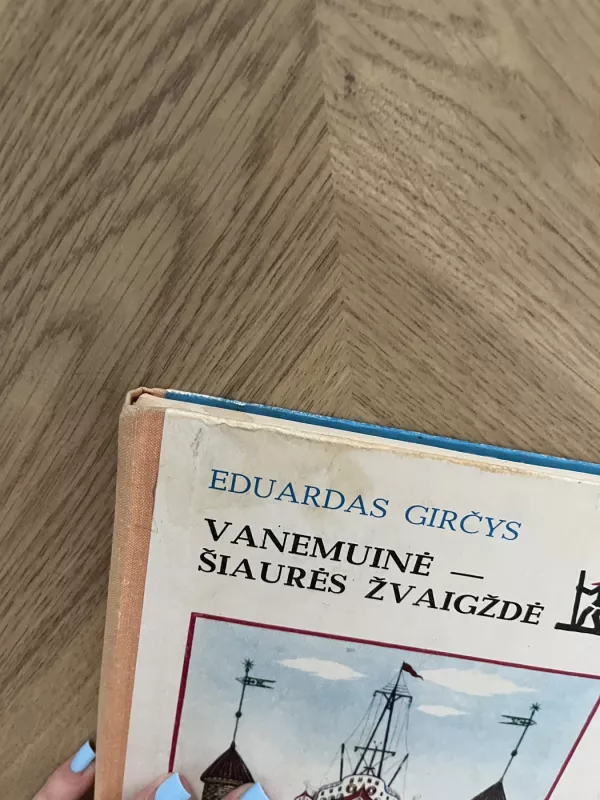 EDUARDAS GIRČYS
VANEMUINĖ —
ŠIAURĖS ŽVAIGŽDĖ